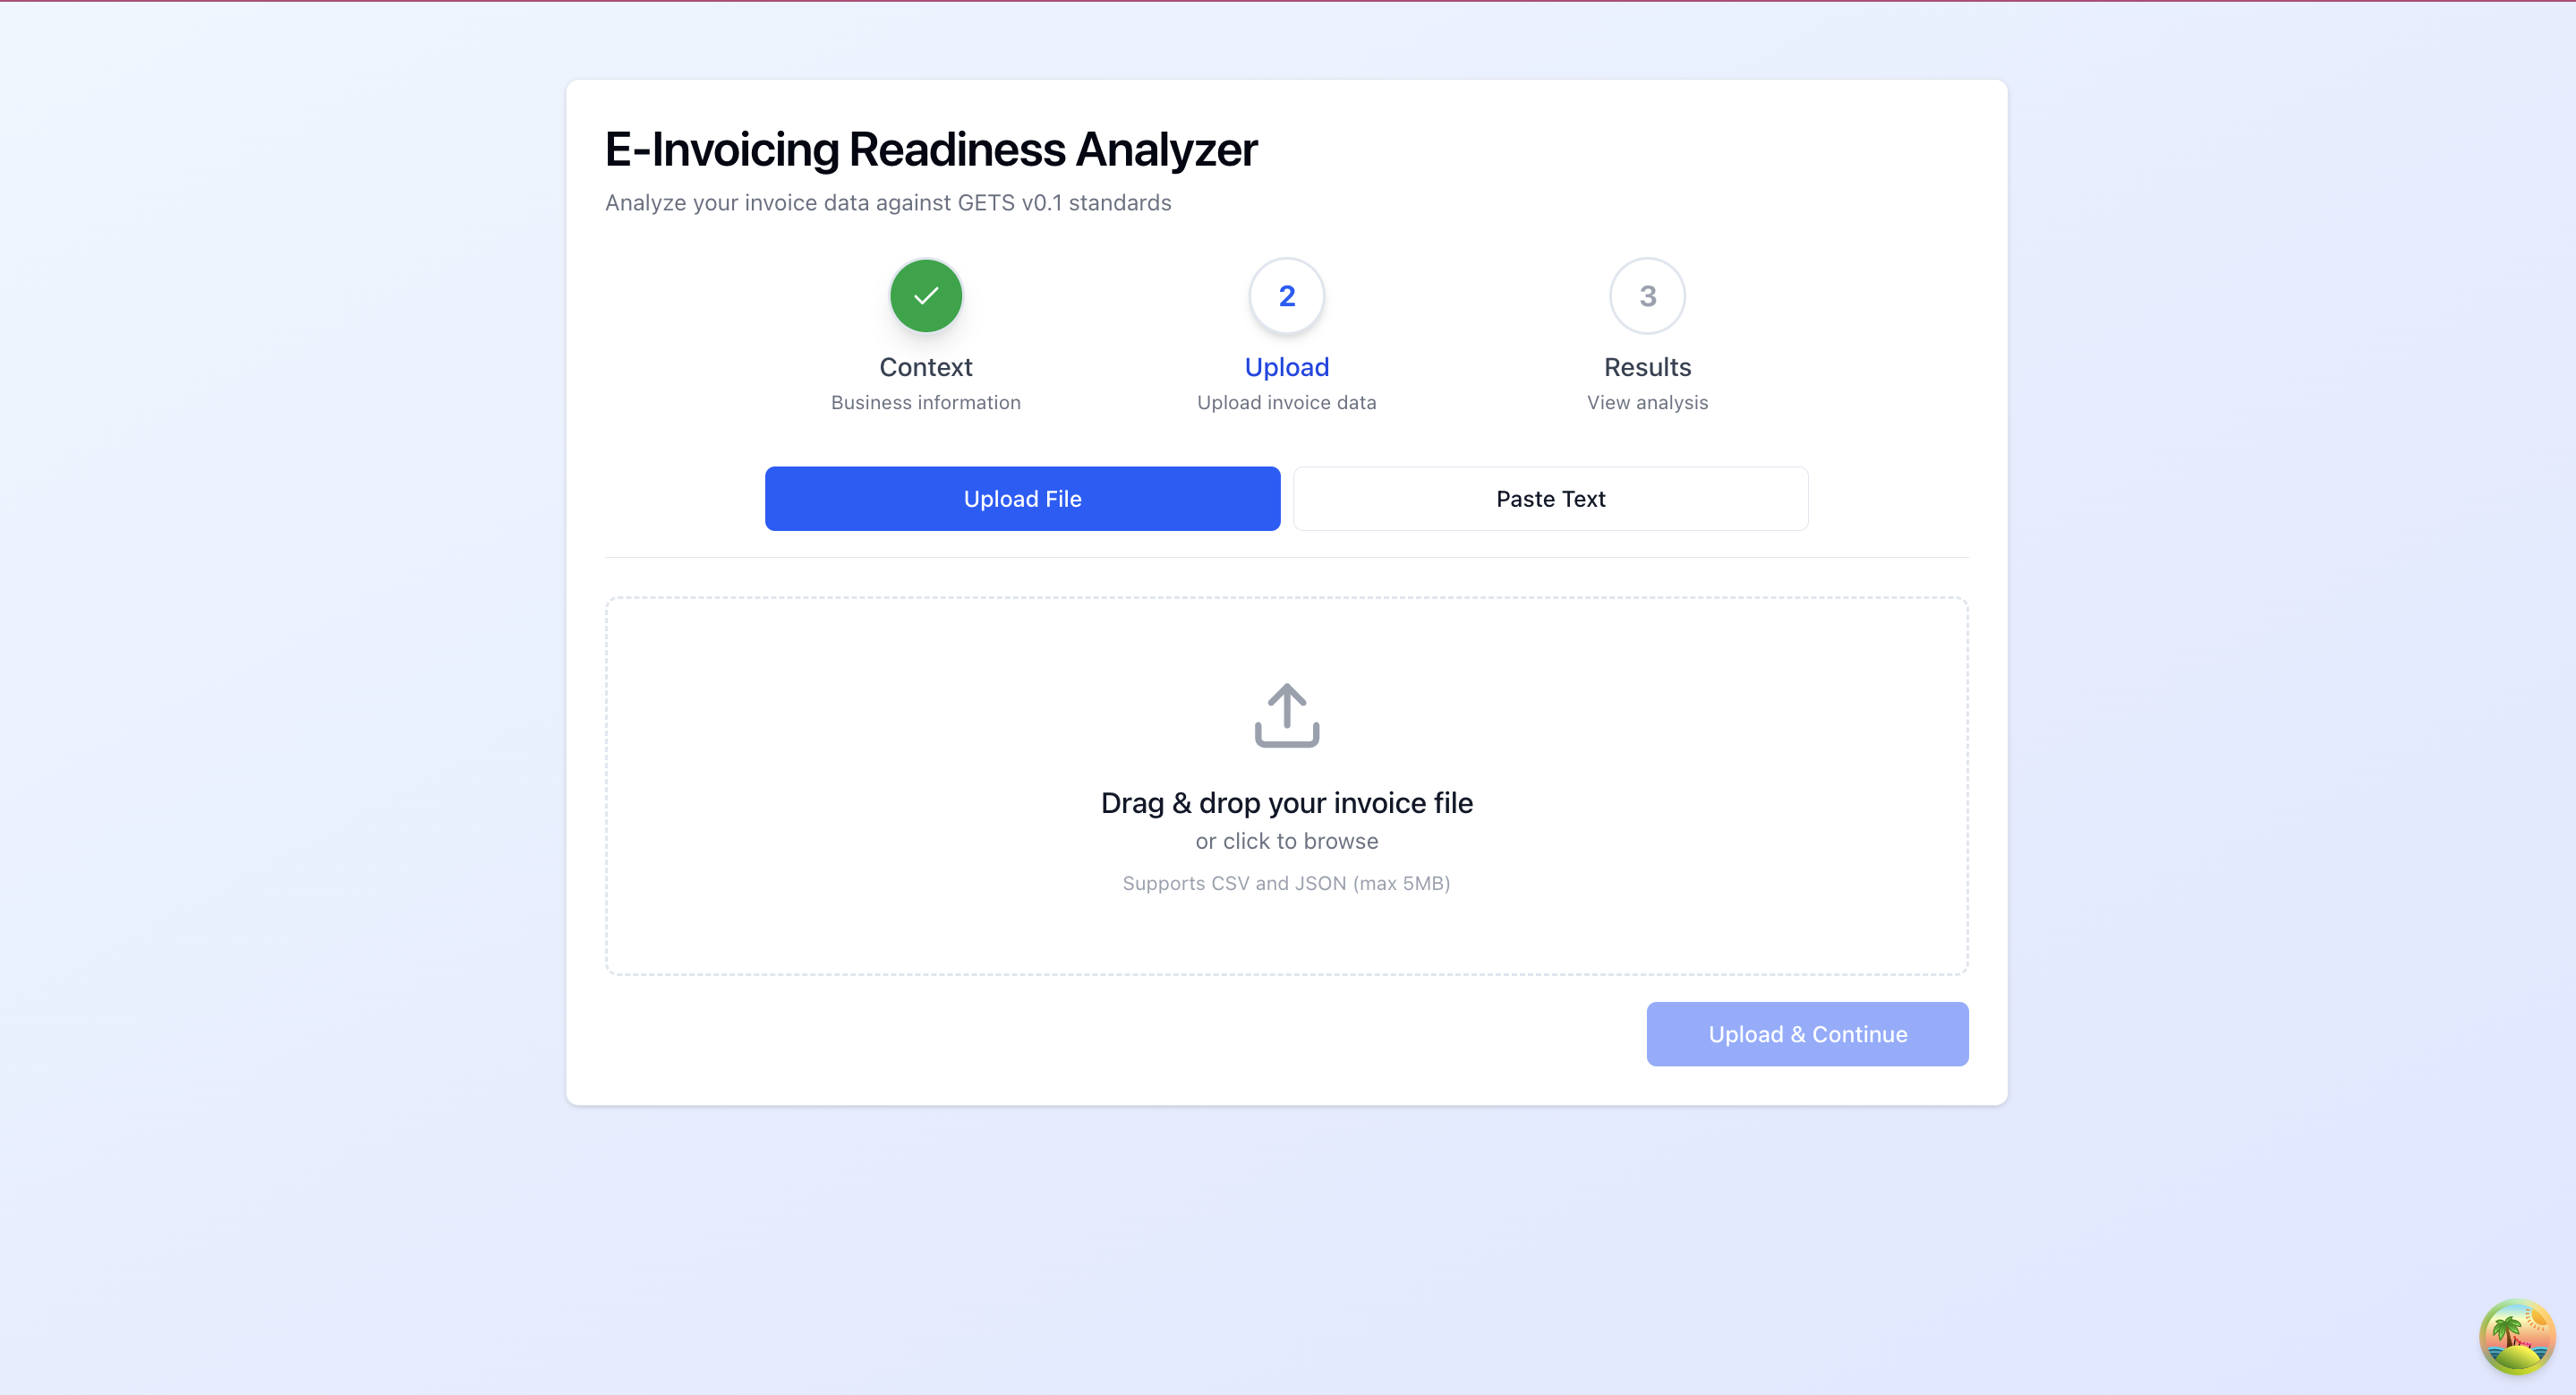 E-Invoicing Readiness Analyzer
Analyze your invoice data against GETS v0.1 standards
2
3
Context
Upload
Results
Business information
Upload invoice data
View analysis
Upload File
Paste Text
Drag & drop your invoice file
or click to browse
Supports CSV and JSON (max 5MB)
Upload & Continue